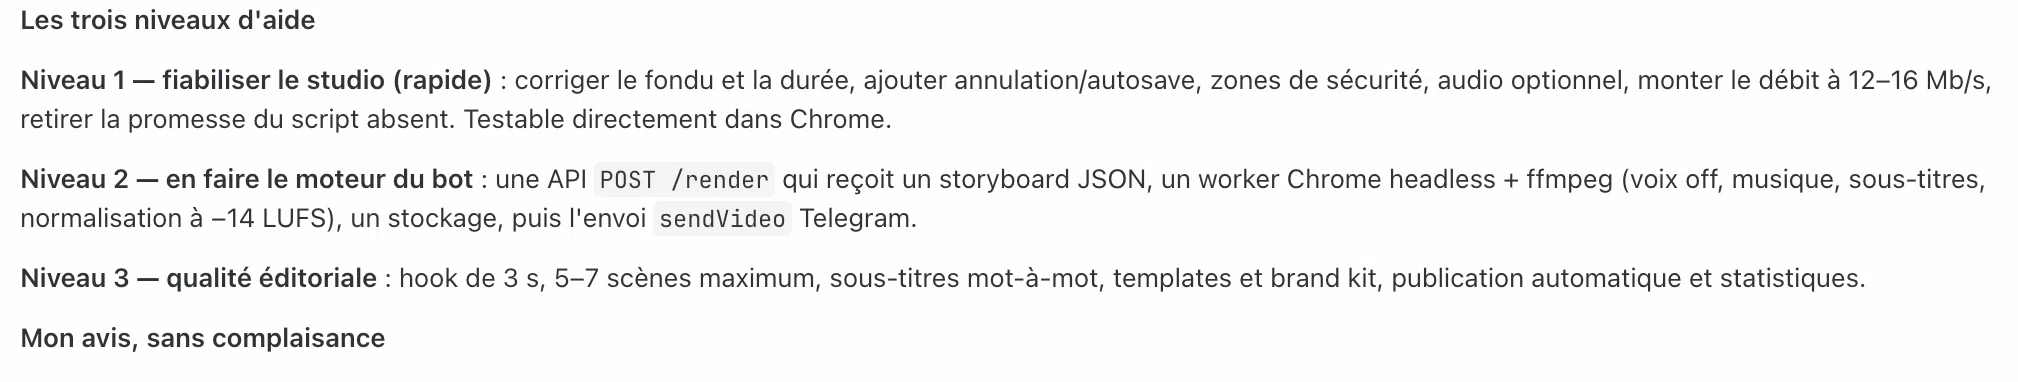 Les trois niveaux d'aide
Niveau 1 — fiabiliser le studio (rapide) : corriger le fondu et la durée, ajouter annulation/autosave, zones de sécurité, audio optionnel, monter le débit à 12–16 Mb/s,
retirer la promesse du script absent. Testable directement dans Chrome.
Niveau 2 — en faire le moteur du bot : une API POST /render qui reçoit un storyboard JSON, un worker Chrome headless + ffmpeg (voix off, musique, sous-titres,
normalisation à −14 LUFS), un stockage, puis l'envoi sendVideo Telegram.
Niveau 3 — qualité éditoriale : hook de 3 s, 5–7 scènes maximum, sous-titres mot-à-mot, templates et brand kit, publication automatique et statistiques.
Mon avis, sans complaisance